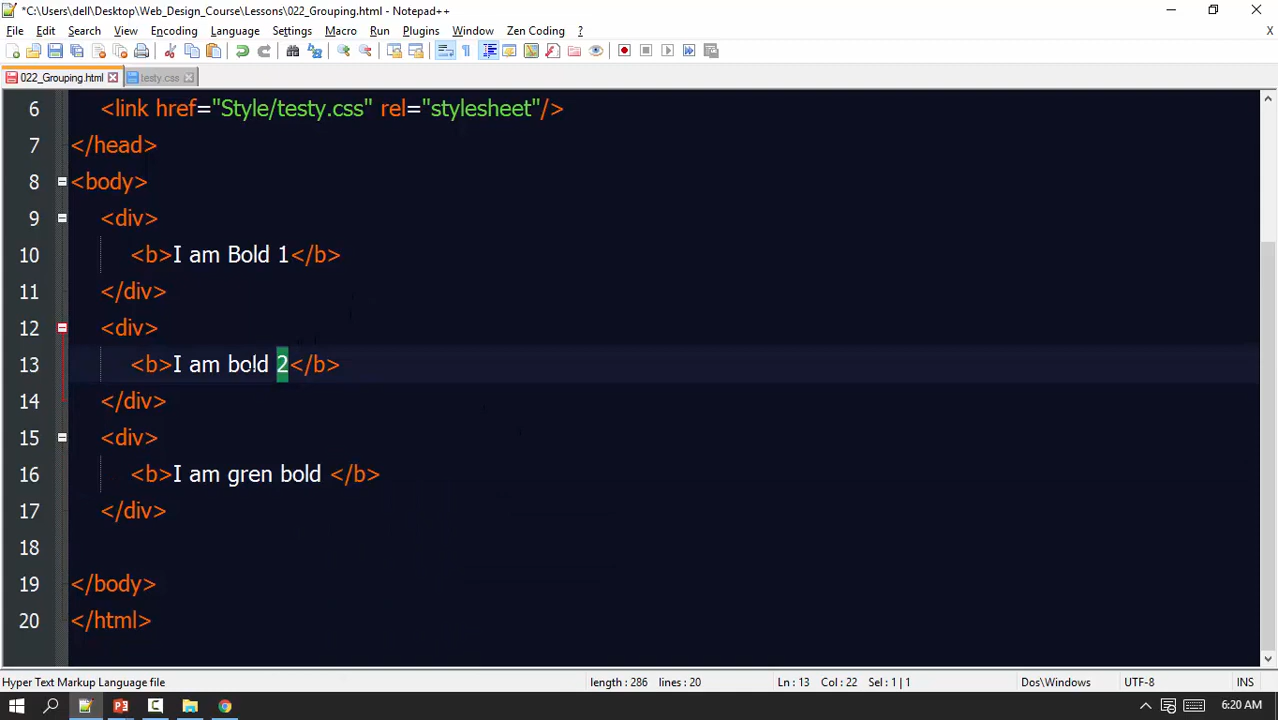 *C:\Users\dell\Desktop\Web_Design_Course\Lessons\022_Grouping.html - Notepad++
File Edit Search View Encoding Language Settings Macro Run Plugins Window Zen Coding ? X
022_Grouping.html testy.css
6 <link href="Style/testy.css" rel="stylesheet"/>
7 </head>
8 <body>
9 <div>
10 <b>I am Bold 1</b>
11 </div>
12 <div>
13 <b>I am bold 2</b>
14 </div>
15 <div>
16 <b>I am gren bold </b>
17 </div>
18
19 </body>
20 </html>
Hyper Text Markup Language file length : 286 lines : 20 Ln : 13 Col : 22 Sel : 1 | 1 Dos\Windows UTF-8 INS
6:20 AM